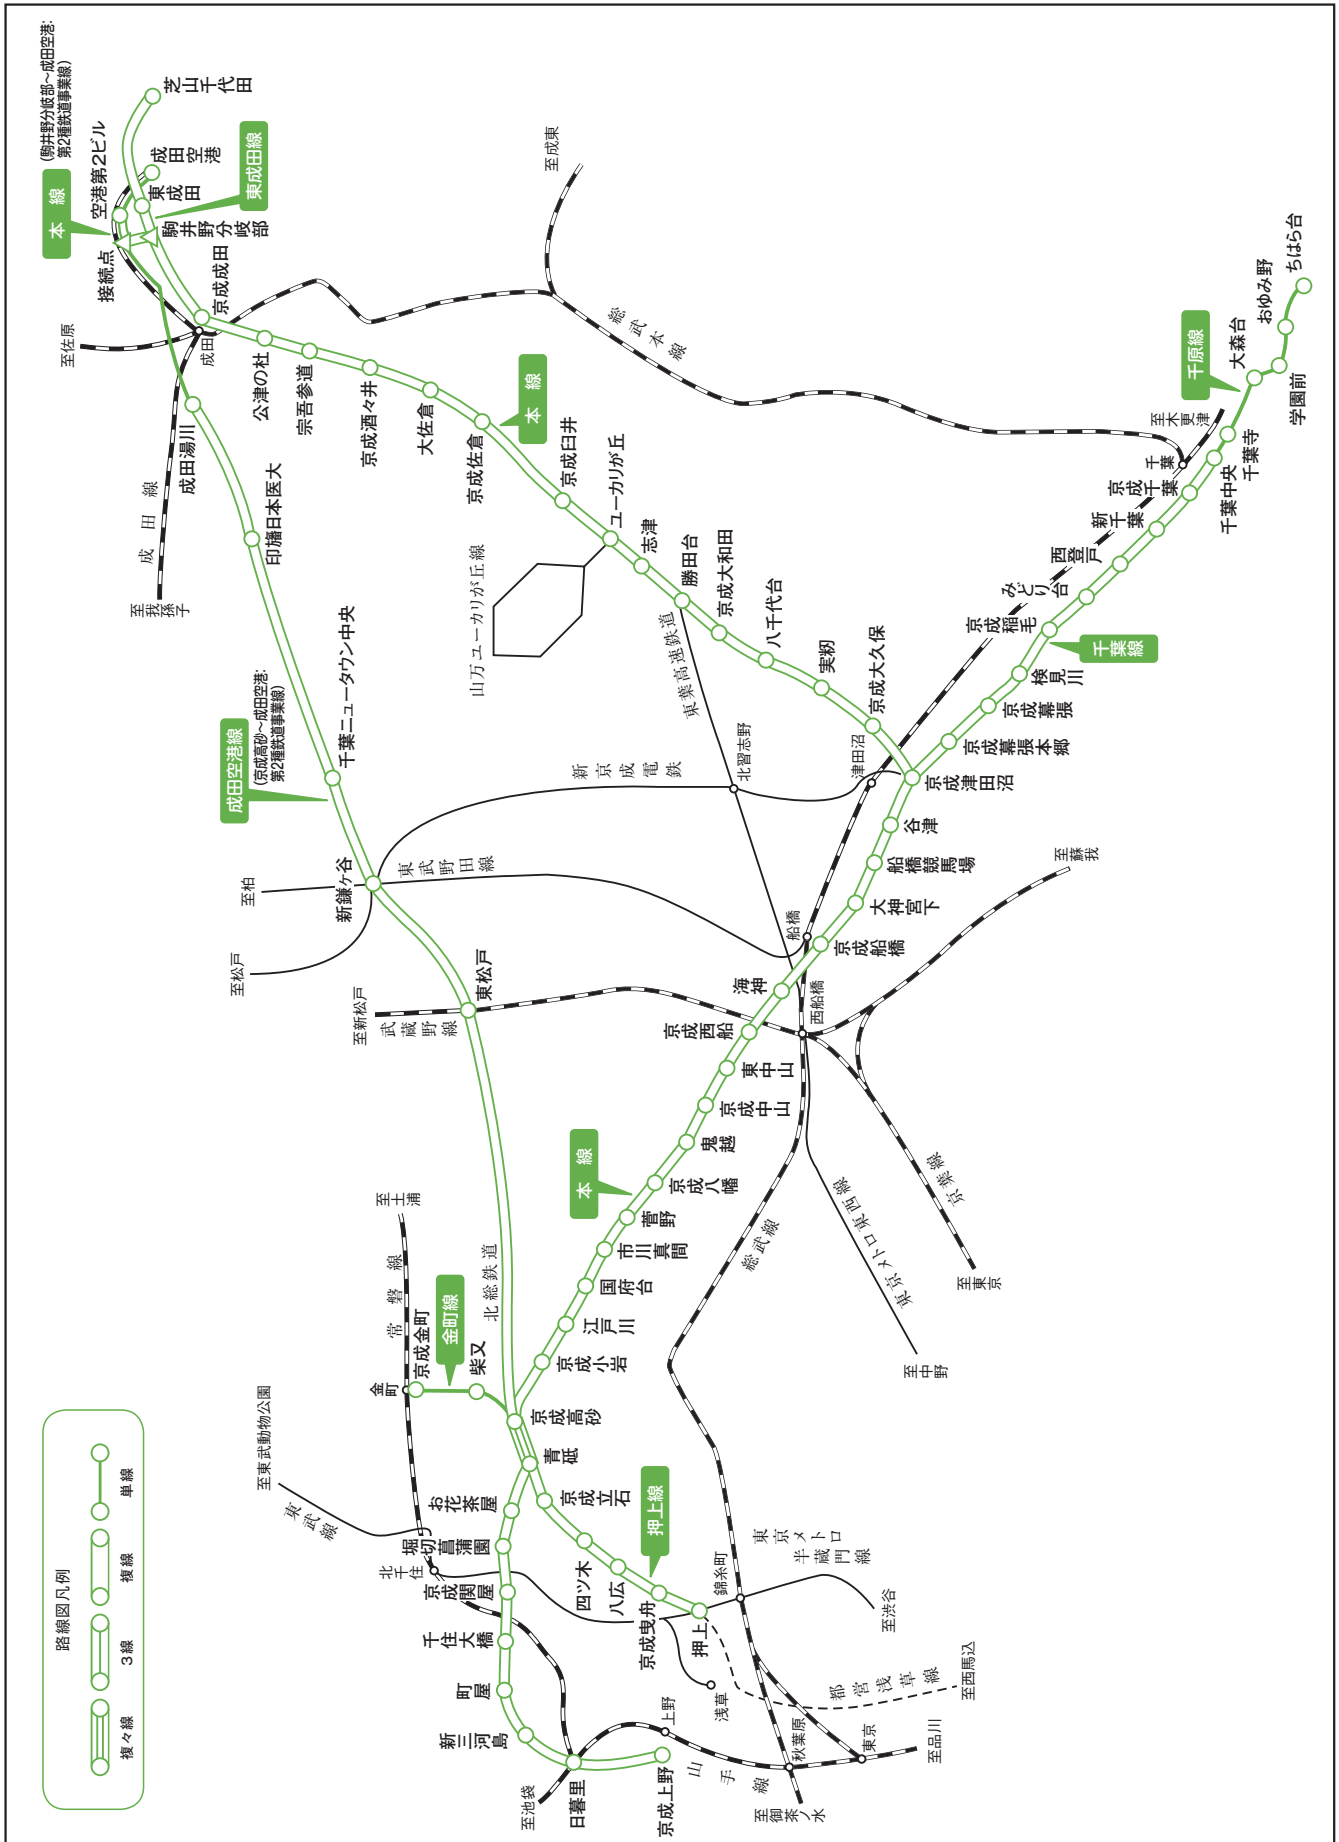 路線図凡例
複々線
3線
複線
単線
本線
(駒井野分岐部~成田空港:
第2種鉄道事業線)
芝山千代田
成田空港
空港第2ビル
東成田
東成田線
駒井野分岐部
接続点
京成成田
至佐原
成田
公津の杜
宗吾参道
京成酒々井
大佐倉
京成佐倉
本線
京成臼井
ユーカリが丘
山万ユーカリが丘線
志津
勝田台
東葉高速鉄道
京成大和田
八千代台
実籾
京成大久保
津田沼
京成津田沼
至成東
総武本線
成田湯川
成田線
至我孫子
印旛日本医大
千葉ニュータウン中央
成田空港線
(京成高砂~成田空港:
第2種鉄道事業線)
新鎌ヶ谷
至柏
至松戸
東武野田線
新京成電鉄
北習志野
東松戸
至新松戸
武蔵野線
北総鉄道
ちはら台
おゆみ野
学園前
大森台
千原線
千葉寺
千葉中央
至木更津
千葉
京成千葉
新千葉
西登戸
みどり台
京成稲毛
千葉線
検見川
京成幕張
京成幕張本郷
谷津
船橋競馬場
大神宮下
京成船橋
船橋
海神
西船橋
京成西船
東中山
京成中山
鬼越
京成八幡
本線
菅野
市川真間
国府台
江戸川
京成小岩
京成高砂
青砥
至蘇我
京葉線
至東京
東京メトロ東西線
至中野
総武線
至土浦
常磐線
金町
京成金町
金町線
柴又
至東武動物公園
東武線
お花茶屋
堀切菖蒲園
北千住
京成関屋
千住大橋
町屋
新三河島
日暮里
至池袋
京成上野
京成立石
四ツ木
八広
押上線
京成曳舟
押上
錦糸町
東京メトロ
半蔵門線
至渋谷
浅草
都営浅草線
至西馬込
上野
山手線
秋葉原
東京
至品川
至御茶ノ水